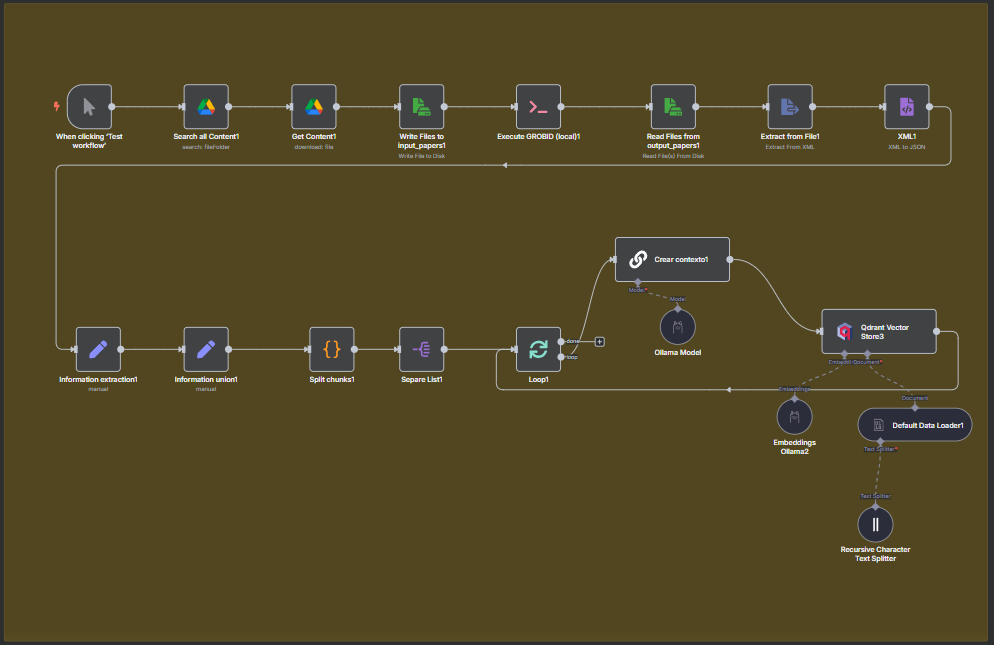 When clicking 'Test
workflow'
Search all Content1
search: fileFolder
Get Content1
download: file
Write Files to
input_papers1
Write File to Disk
Execute GROBID (local)1
Read Files from
output_papers1
Read File(s) From Disk
Extract from File1
Extract From XML
XML1
XML to JSON
Information extraction1
manual
Information union1
manual
Split chunks1
Separe List1
Loop1
done
loop
Crear contexto1
Model*
Model
Ollama Model
Qdrant Vector
Store3
Document*
Embeddings
Embeddings
Ollama2
Document
Default Data Loader1
Text Splitter*
Text Splitter
Recursive Character
Text Splitter